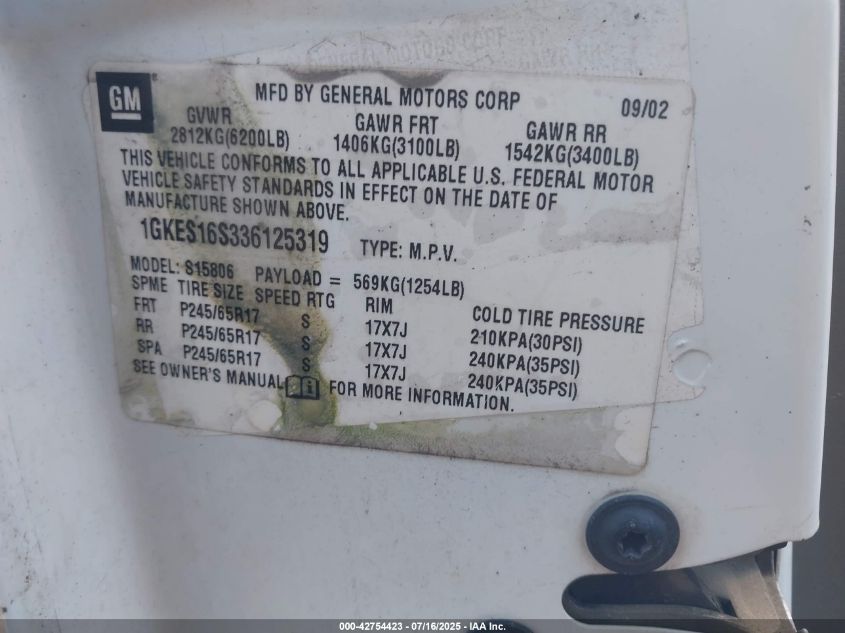 GM
MFD BY GENERAL MOTORS CORP 09/02
GVWR GAWR FRT GAWR RR
2812KG(6200LB) 1406KG(3100LB) 1542KG(3400LB)
THIS VEHICLE CONFORMS TO ALL APPLICABLE U.S. FEDERAL MOTOR
VEHICLE SAFETY STANDARDS IN EFFECT ON THE DATE OF
MANUFACTURE SHOWN ABOVE.
1GKES16S336125319 TYPE: M.P.V.
MODEL: S15806 PAYLOAD = 569KG(1254LB)
SPME TIRE SIZE SPEED RTG RIM COLD TIRE PRESSURE
FRT P245/65R17 S 17X7J 210KPA(30PSI)
RR P245/65R17 S 17X7J 240KPA(35PSI)
SPA P245/65R17 S 17X7J 240KPA(35PSI)
SEE OWNER'S MANUAL FOR MORE INFORMATION.
000-42754423 - 07/16/2025 - IAA Inc.